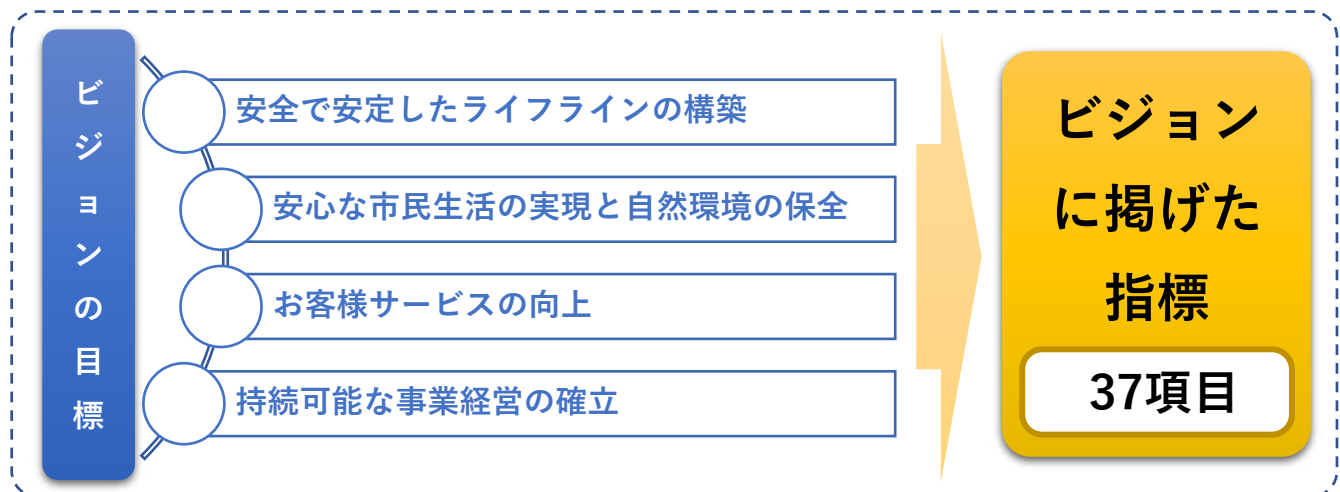 ビジョンの目標
安全で安定したライフラインの構築
安心な市民生活の実現と自然環境の保全
お客様サービスの向上
持続可能な事業経営の確立
ビジョン
に掲げた
指標
37項目